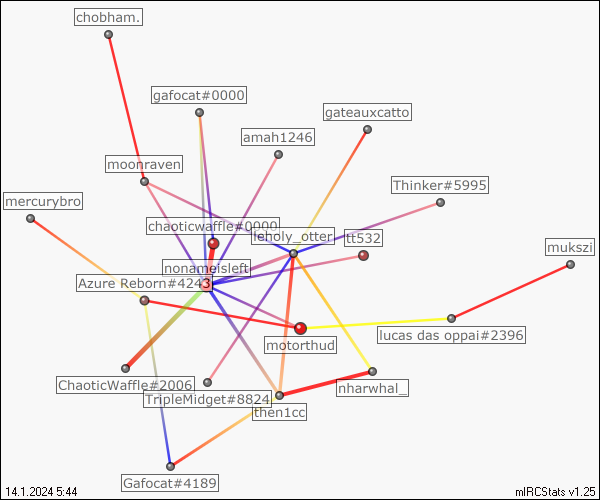 chobham.
gafocat#0000
gateauxcatto
amah1246
moonraven
Thinker#5995
mercurybro
chaoticwaffle#0000
leholy_otter
tt532
mukszi
nonameisleft
Azure Reborn#4243
motorthud
lucas das oppai#2396
ChaoticWaffle#2006
TripleMidget#8824
nharwhal_
then1cc
Gafocat#4189
14.1.2024 5:44
mIRCStats v1.25